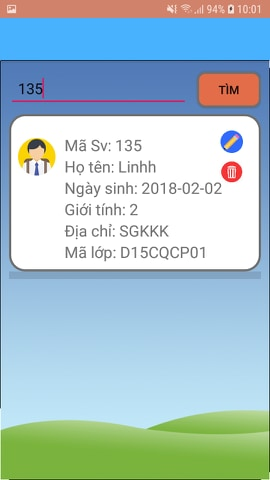 94% 10:01
135 TÌM
Mã Sv: 135
Họ tên: Linhh
Ngày sinh: 2018-02-02
Giới tính: 2
Địa chỉ: SGKKK
Mã lớp: D15CQCP01